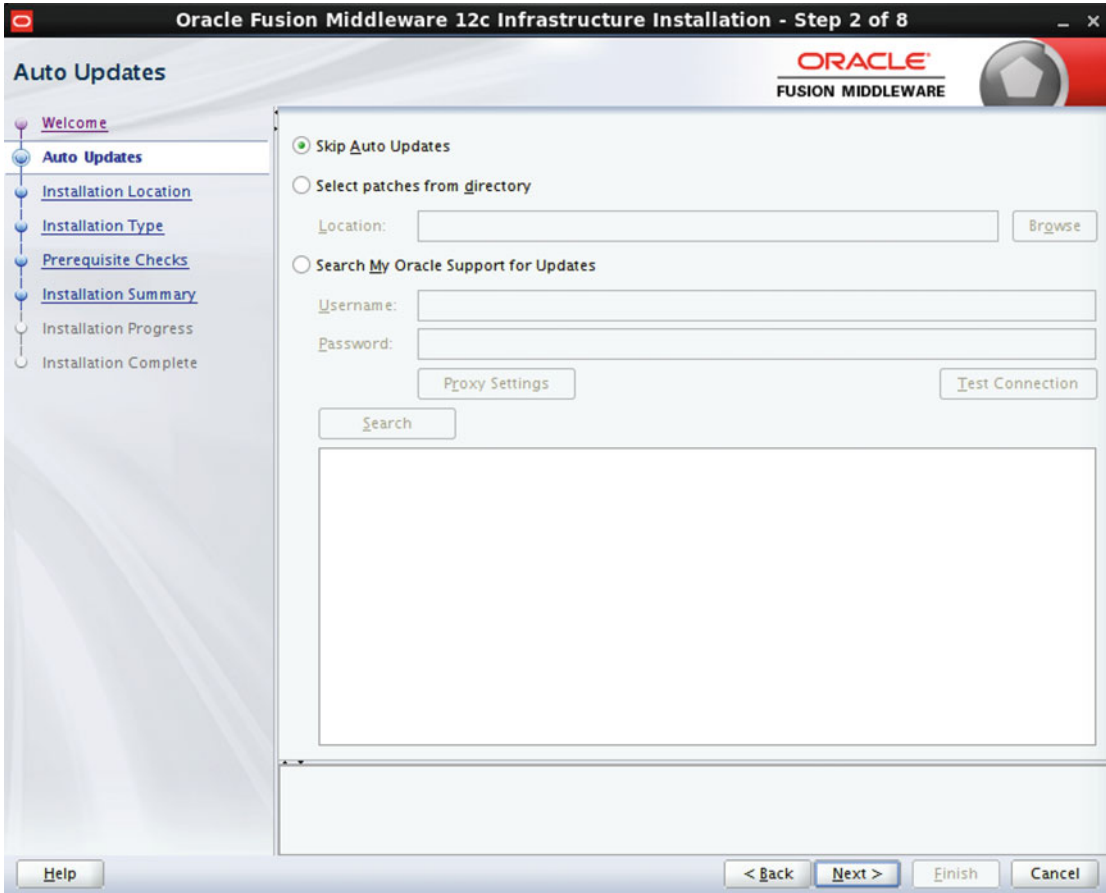 Oracle Fusion Middleware 12c Infrastructure Installation - Step 2 of 8
Auto Updates
ORACLE
FUSION MIDDLEWARE
Welcome
Auto Updates
Installation Location
Installation Type
Prerequisite Checks
Installation Summary
Installation Progress
Installation Complete
Skip Auto Updates
Select patches from directory
Location:
Browse
Search My Oracle Support for Updates
Username:
Password:
Proxy Settings
Test Connection
Search
Help
< Back
Next >
Finish
Cancel